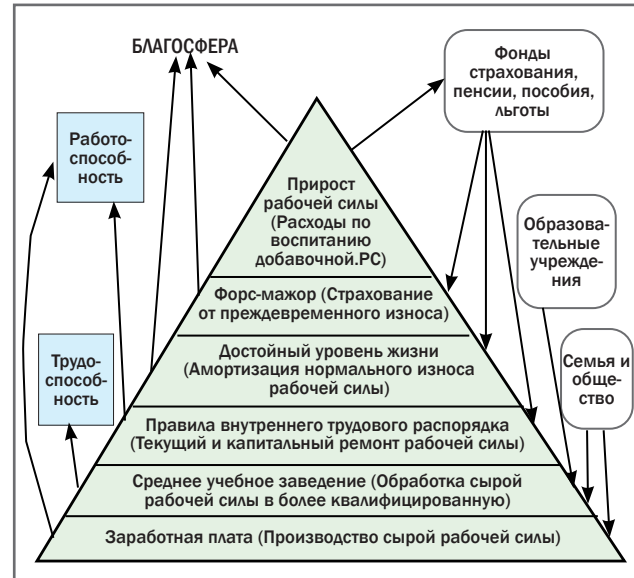 БЛАГОСФЕРА
Фонды
страхования,
пенсии, пособия,
льготы
Работо-
способ-
ность
Прирост
рабочей силы
(Расходы по
воспитанию
добавочной.РС)
Образова-
тельные
учрежде-
ния
Форс-мажор (Страхование
от преждевременного износа)
Трудо-
способ-
ность
Достойный уровень жизни
(Амортизация нормального износа
рабочей силы)
Семья и
общество
Правила внутреннего трудового распорядка
(Текущий и капитальный ремонт рабочей силы)
Среднее учебное заведение (Обработка сырой
рабочей силы в более квалифицированную)
Заработная плата (Производство сырой рабочей силы)